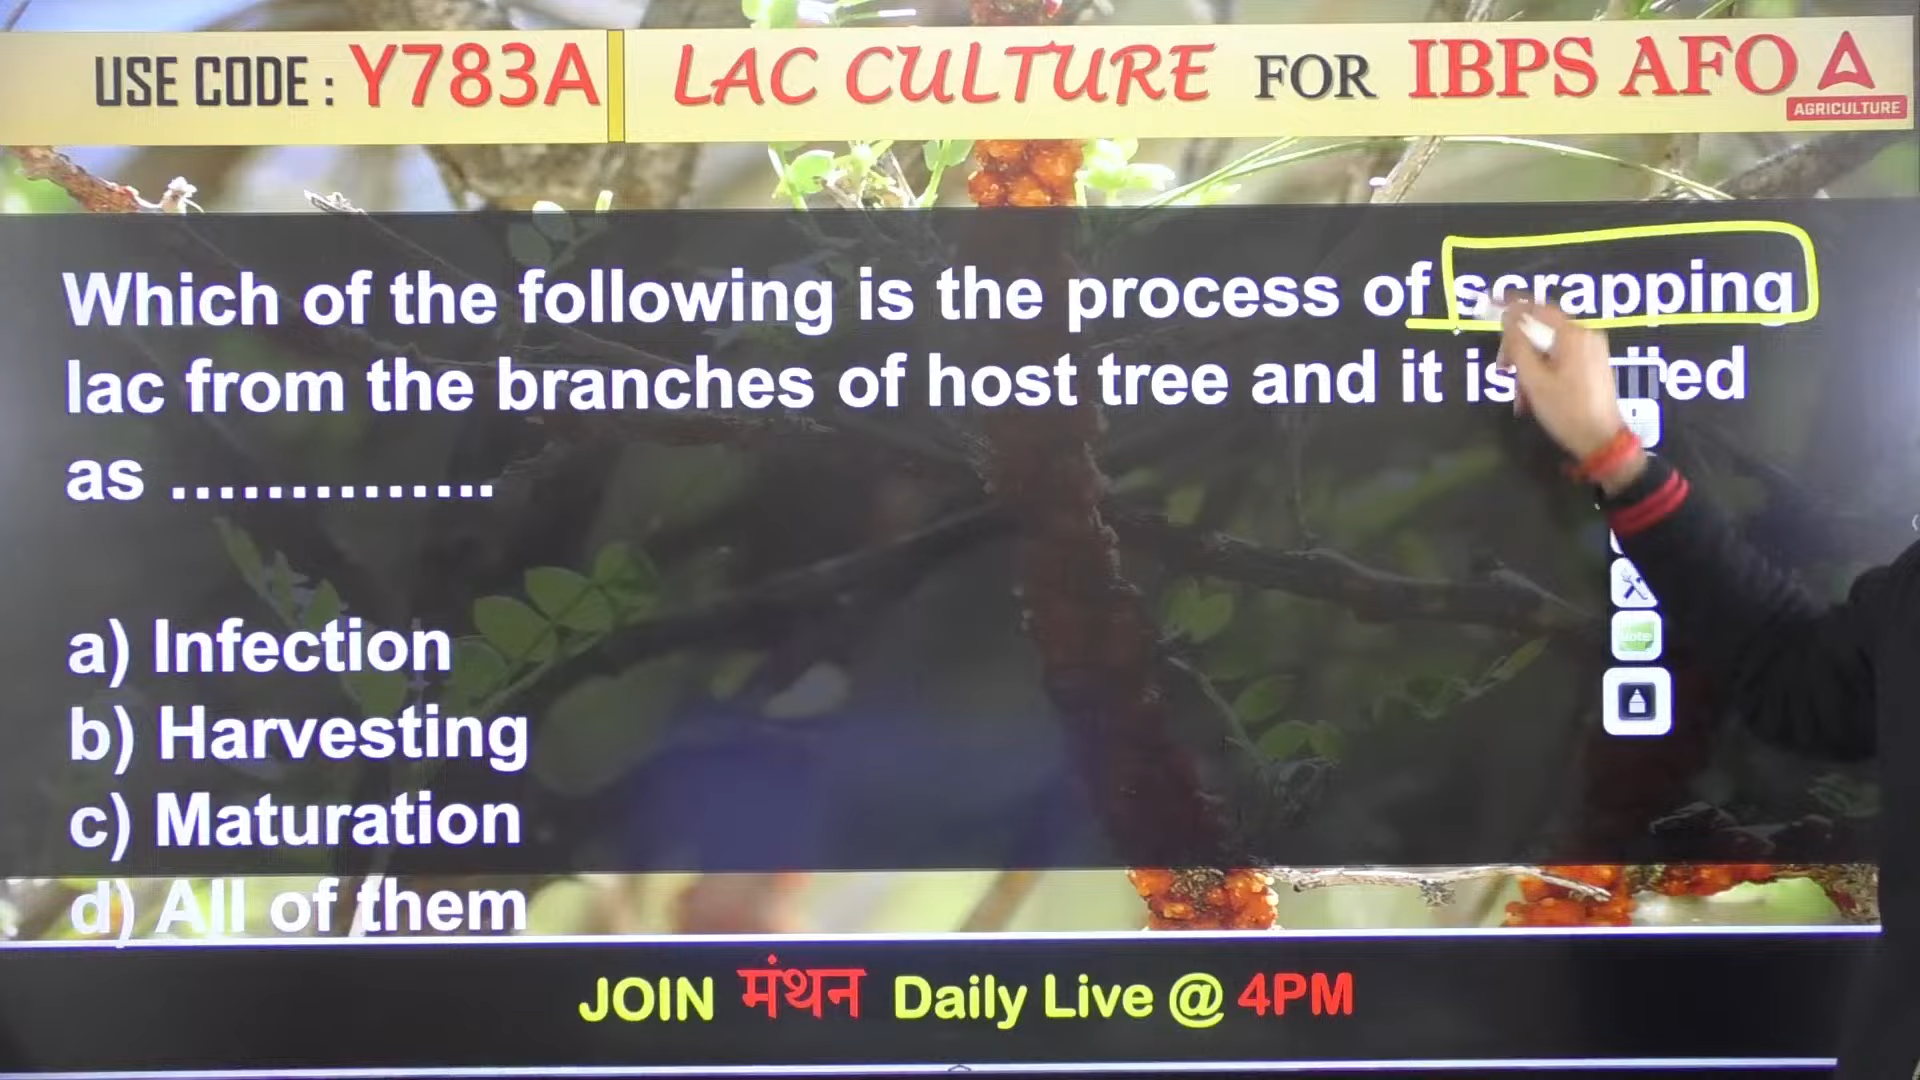 USE CODE : Y783A LAC CULTURE FOR IBPS AFO
AGRICULTURE
Which of the following is the process of scrapping
lac from the branches of host tree and it is
as ..............
a) Infection
b) Harvesting
c) Maturation
d) All of them
JOIN मंथन Daily Live @ 4PM